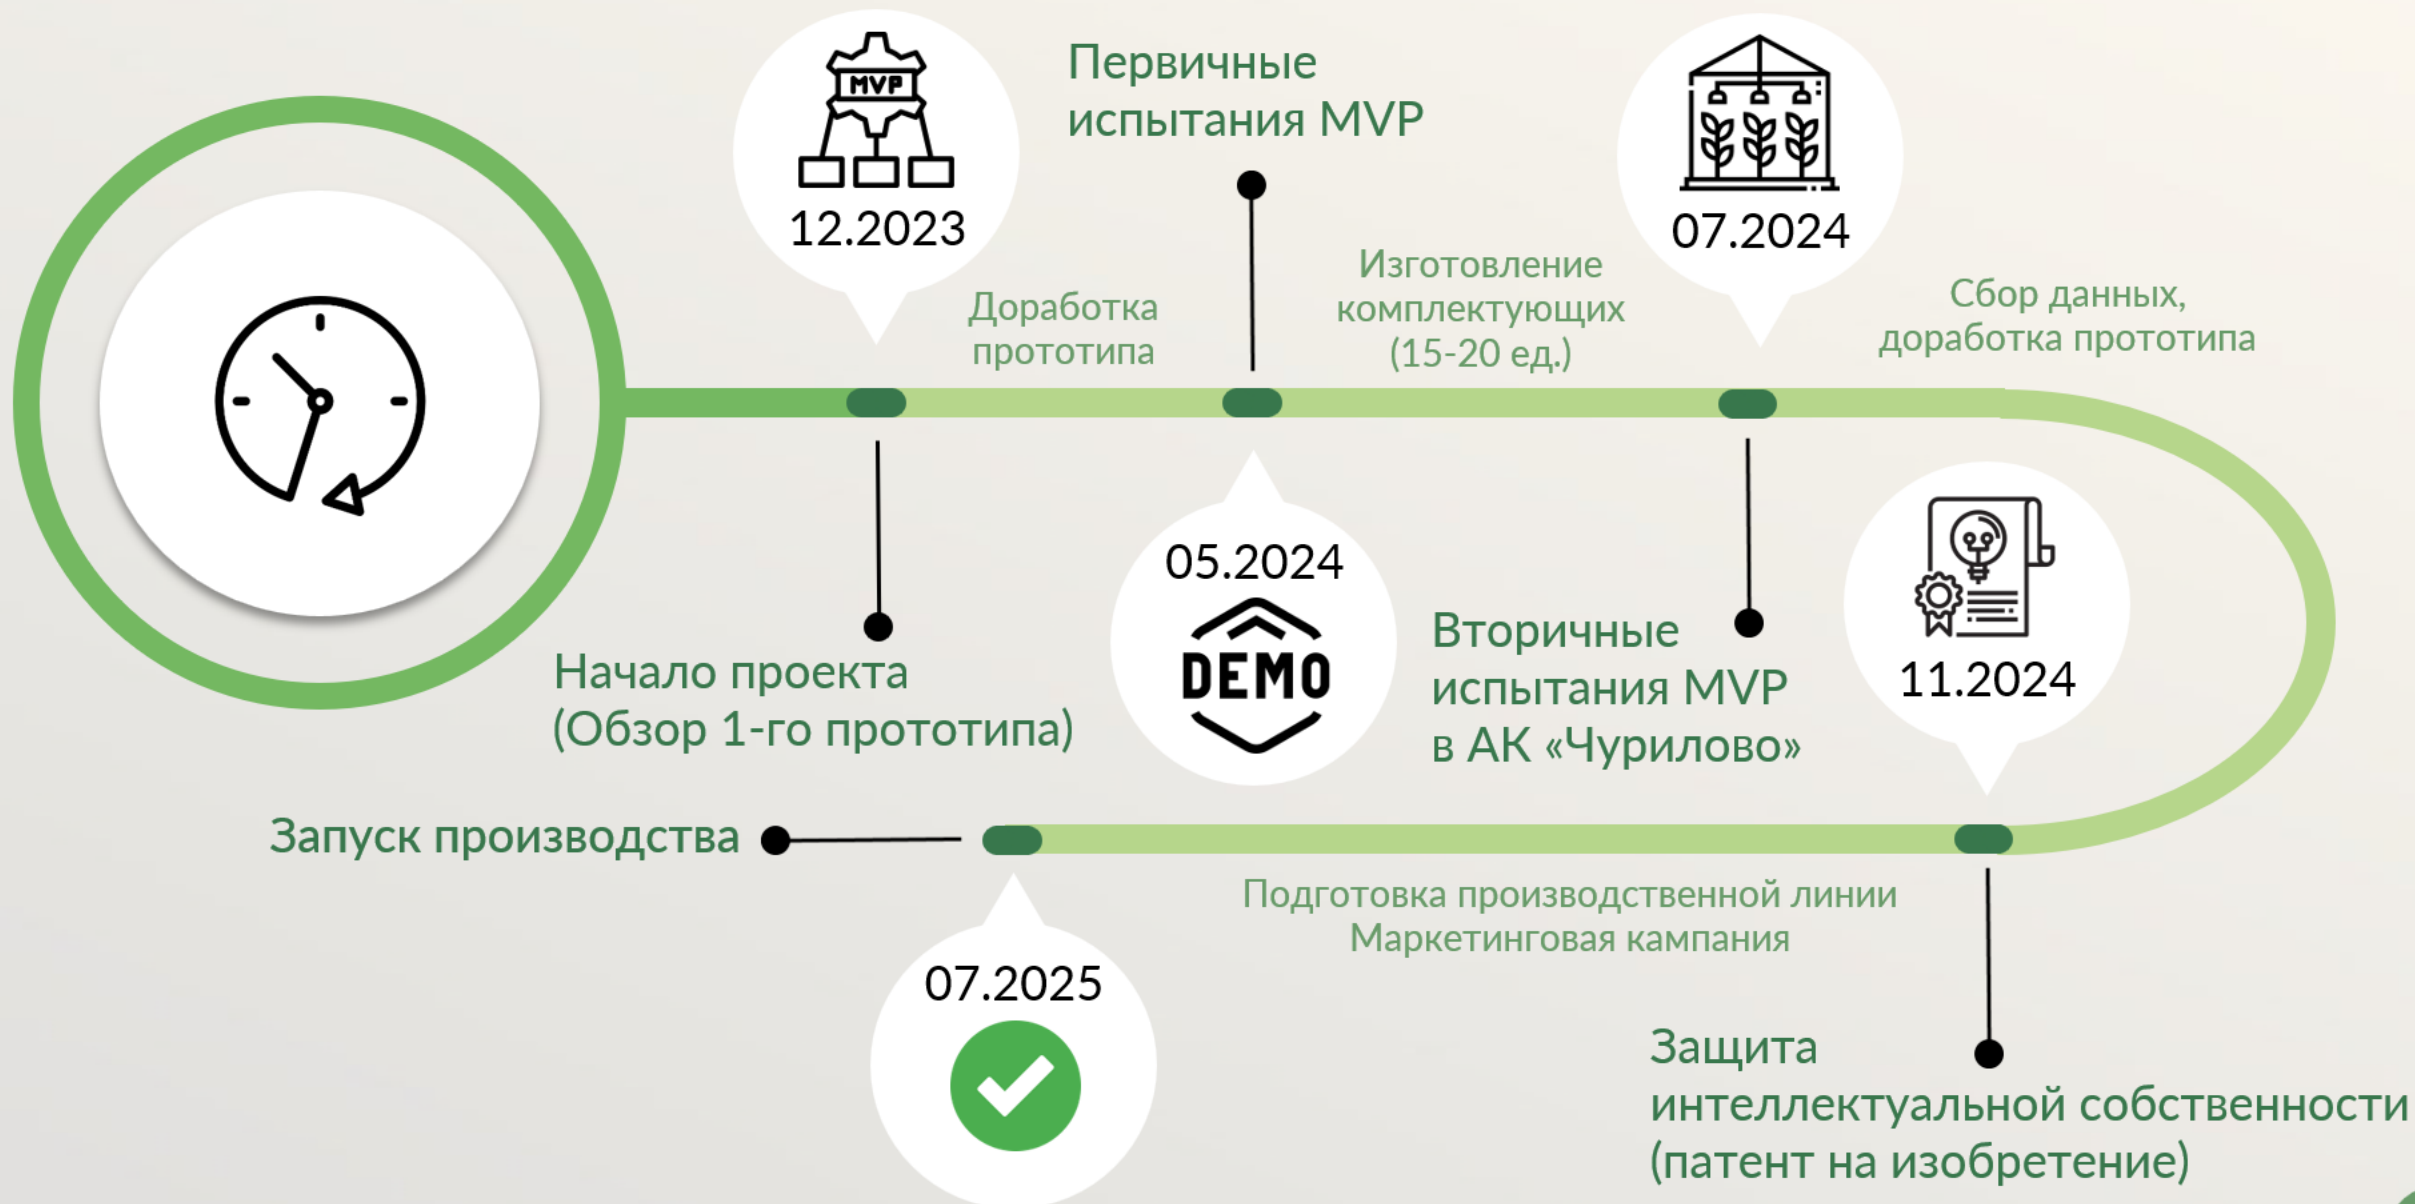 MVP
12.2023
Первичные
испытания MVP
07.2024
Доработка
прототипа
Изготовление
комплектующих
(15-20 ед.)
Сбор данных,
доработка прототипа
Начало проекта
(Обзор 1-го прототипа)
05.2024
DEMO
Вторичные
испытания MVP
в АК «Чурилово»
11.2024
Запуск производства
Подготовка производственной линии
Маркетинговая кампания
07.2025
Защита
интеллектуальной собственности
(патент на изобретение)